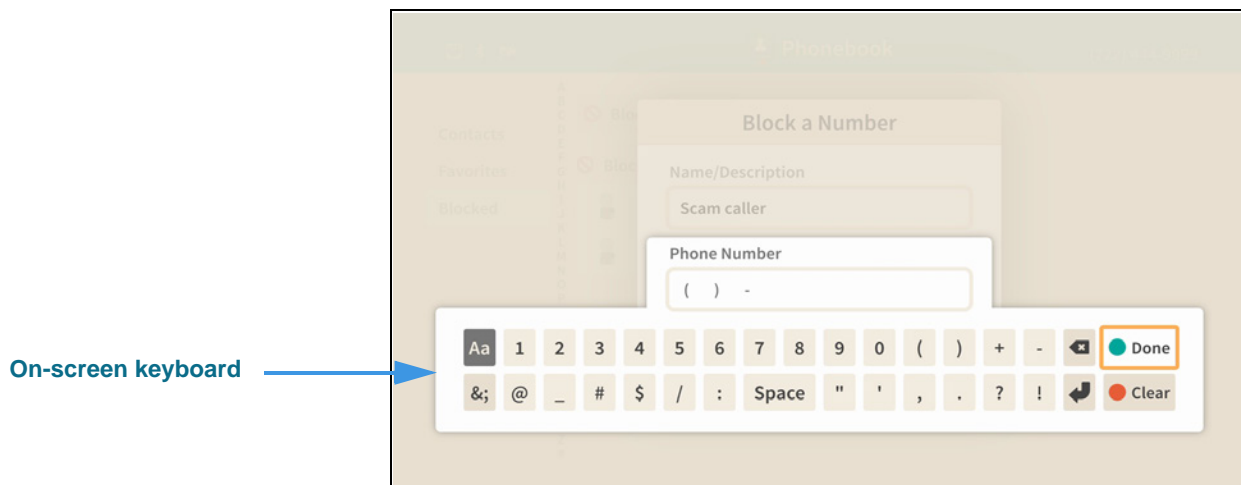 Phonebook
Block a Number
Contacts
Favorites
Blocked
Name/Description
Scam caller
Phone Number
( ) -
On-screen keyboard
Aa 1 2 3 4 5 6 7 8 9 0 ( ) + - Done
&; @ _ # $ / : Space " ' , . ? ! Clear